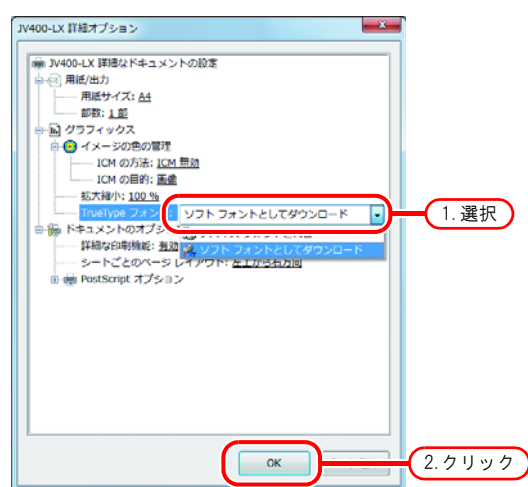 JV400-LX 詳細オプション
JV400-LX 詳細なドキュメントの設定
用紙/出力
用紙サイズ: A4
部数: 1 部
グラフィックス
イメージの色の管理
ICM の方法: ICM 無効
ICM の目的: 画像
拡大縮小: 100 %
TrueType フォント: ソフト フォントとしてダウンロード
1. 選択
ドキュメントのオプション
詳細な印刷機能: 有効
ソフト フォントとしてダウンロード
シートごとのページ レイアウト: 左上から右方向
PostScript オプション
OK
2. クリック